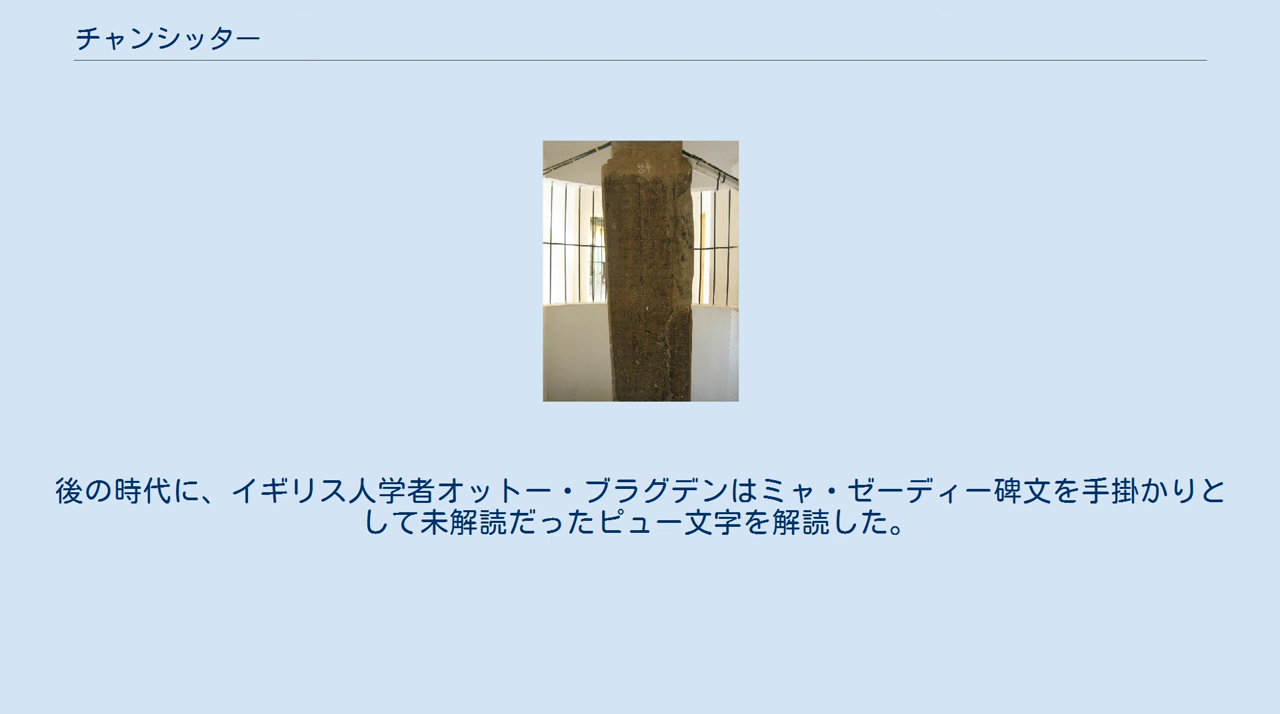 チャンシッター
後の時代に、イギリス人学者オットー・ブラグデンはミャ・ゼーディー碑文を手掛かりと
して未解読だったピュー文字を解読した。